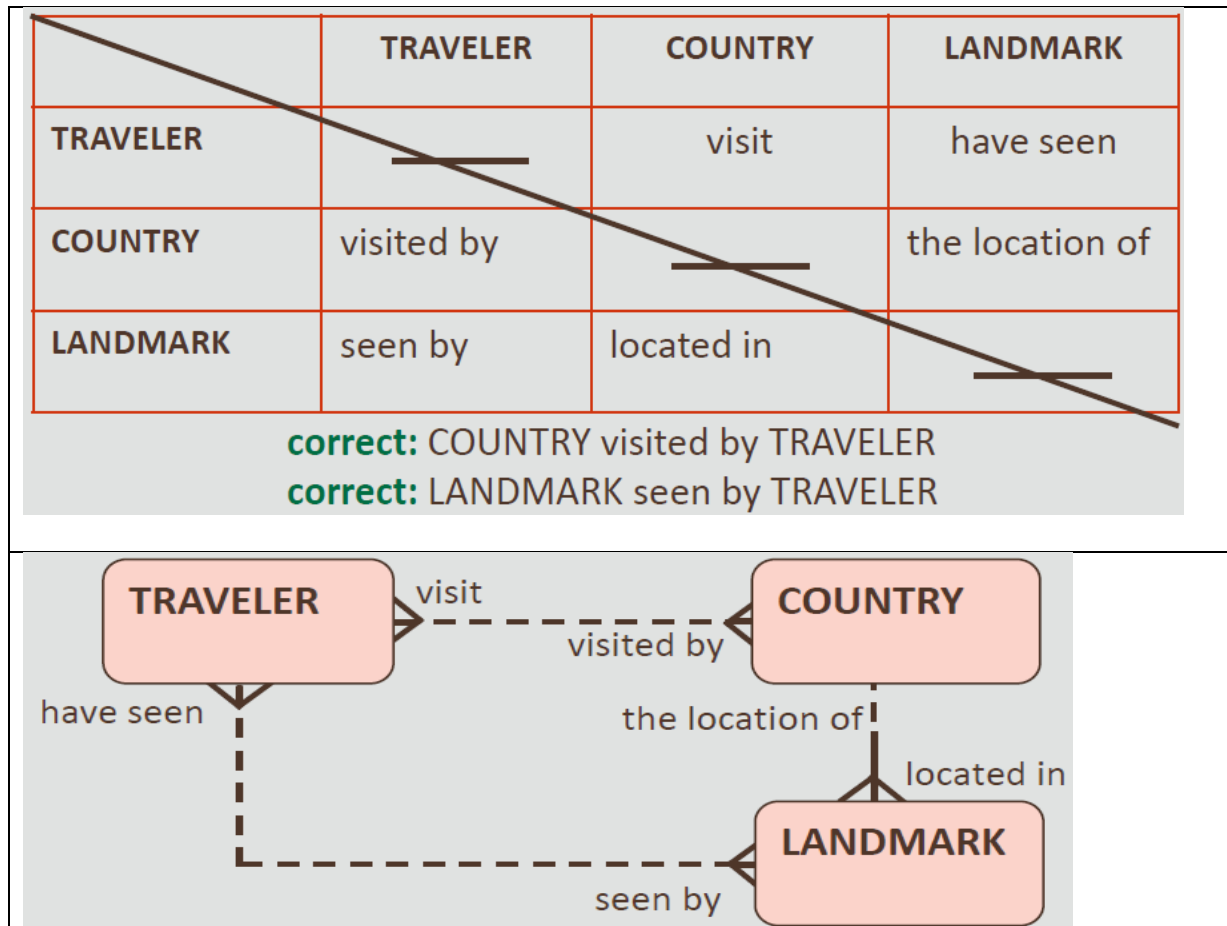 TRAVELER COUNTRY LANDMARK
TRAVELER visit have seen
COUNTRY visited by the location of
LANDMARK seen by located in
correct: COUNTRY visited by TRAVELER
correct: LANDMARK seen by TRAVELER
TRAVELER visit COUNTRY
visited by
have seen the location of
located in
LANDMARK
seen by